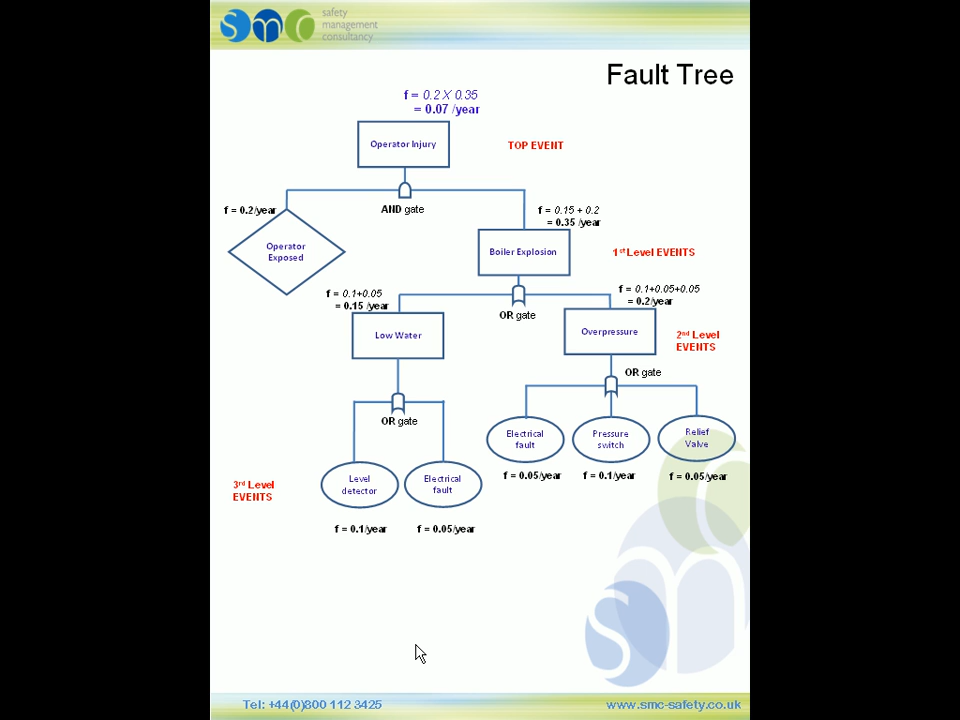 smc safety
management
consultancy
Fault Tree
f = 0.2 X 0.35
= 0.07 /year
Operator Injury
TOP EVENT
AND gate
f = 0.2/year
f = 0.15 + 0.2
= 0.35 /year
Operator
Exposed
Boiler Explosion
1st Level EVENTS
f = 0.1+0.05
= 0.15 /year
OR gate
f = 0.1+0.05+0.05
= 0.2/year
Low Water
Overpressure
2nd Level
EVENTS
OR gate
OR gate
Electrical
fault
Pressure
switch
Relief
Valve
f = 0.05/year
f = 0.1/year
f = 0.05/year
3rd Level
EVENTS
Level
detector
Electrical
fault
f = 0.1/year
f = 0.05/year
smc
Tel: +44(0)800 112 3425
www.smc-safety.co.uk